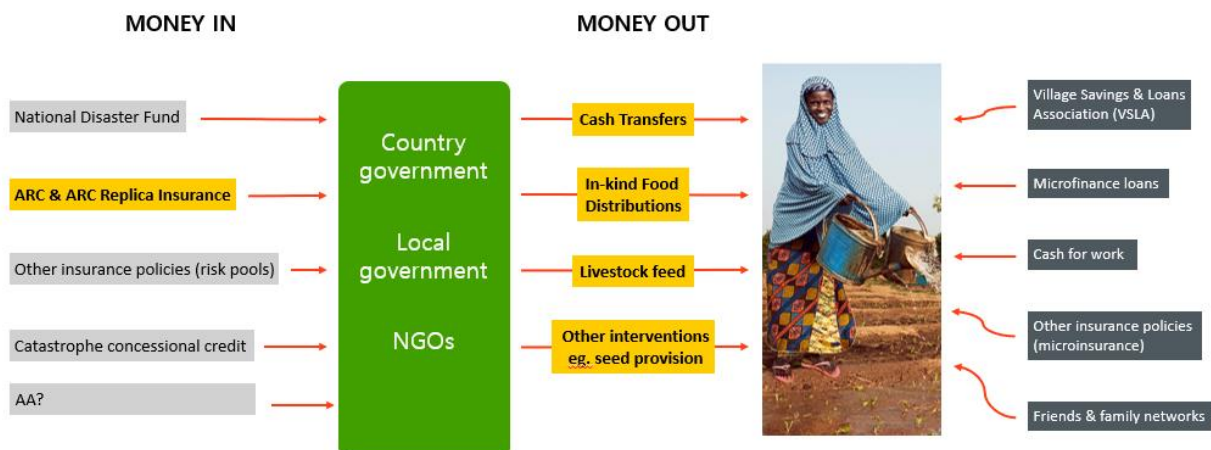 MONEY IN
MONEY OUT
National Disaster Fund
ARC & ARC Replica Insurance
Other insurance policies (risk pools)
Catastrophe concessional credit
AA?
Country
government
Local
government
NGOs
Cash Transfers
In-kind Food
Distributions
Livestock feed
Other interventions
eg. seed provision
Village Savings & Loans
Association (VSLA)
Microfinance loans
Cash for work
Other insurance policies
(microinsurance)
Friends & family networks